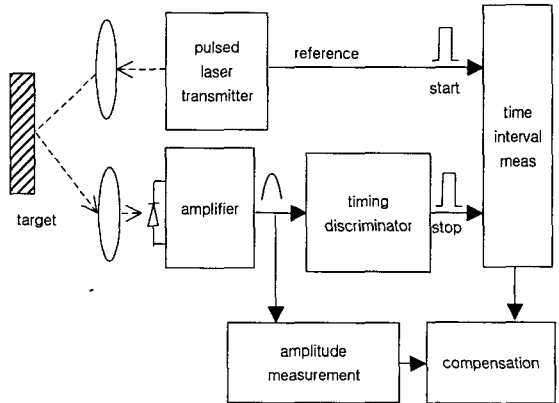 pulsed
laser
transmitter
reference
start
time
interval
meas
target
amplifier
timing
discriminator
stop
amplitude
measurement
compensation